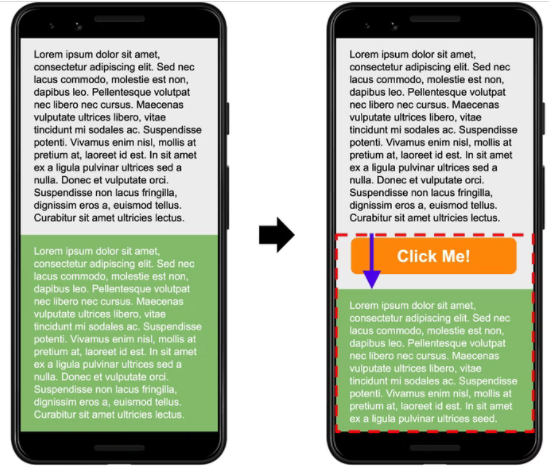 Lorem ipsum dolor sit amet,
consectetur adipiscing elit. Sed nec
lacus commodo, molestie est non,
dapibus leo. Pellentesque volutpat
nec libero nec cursus. Maecenas
vulputate ultrices libero, vitae
tincidunt mi sodales ac. Suspendisse
potenti. Vivamus enim nisl, mollis at
pretium at, laoreet id est. In sit amet
ex a ligula pulvinar ultrices sed a
nulla. Donec et vulputate orci.
Suspendisse non lacus fringilla,
dignissim eros a, euismod tellus.
Curabitur sit amet ultricies lectus.
Lorem ipsum dolor sit amet,
consectetur adipiscing elit. Sed nec
lacus commodo, molestie est non,
dapibus leo. Pellentesque volutpat
nec libero nec cursus. Maecenas
vulputate ultrices libero, vitae
tincidunt mi sodales ac. Suspendisse
potenti. Vivamus enim nisl, mollis at
pretium at, laoreet id est. In sit amet
ex a ligula pulvinar ultrices sed a
nulla. Donec et vulputate orci.
Suspendisse non lacus fringilla,
dignissim eros a, euismod tellus.
Curabitur sit amet ultricies lectus.
Lorem ipsum dolor sit amet,
consectetur adipiscing elit. Sed nec
lacus commodo, molestie est non,
dapibus leo. Pellentesque volutpat
nec libero nec cursus. Maecenas
vulputate ultrices libero, vitae
tincidunt mi sodales ac. Suspendisse
potenti. Vivamus enim nisl, mollis at
pretium at, laoreet id est. In sit amet
ex a ligula pulvinar ultrices sed a
nulla. Donec et vulputate orci.
Suspendisse non lacus fringilla,
dignissim eros a, euismod tellus.
Curabitur sit amet ultricies lectus.
Click Me!
Lorem ipsum dolor sit amet,
consectetur adipiscing elit. Sed nec
lacus commodo, molestie est non,
dapibus leo. Pellentesque volutpat
nec libero nec cursus. Maecenas
vulputate ultrices libero, vitae
tincidunt mi sodales ac. Suspendisse
potenti. Vivamus enim nisl, mollis at
pretium at, laoreet id est. In sit amet
vulputate ultrices seed.